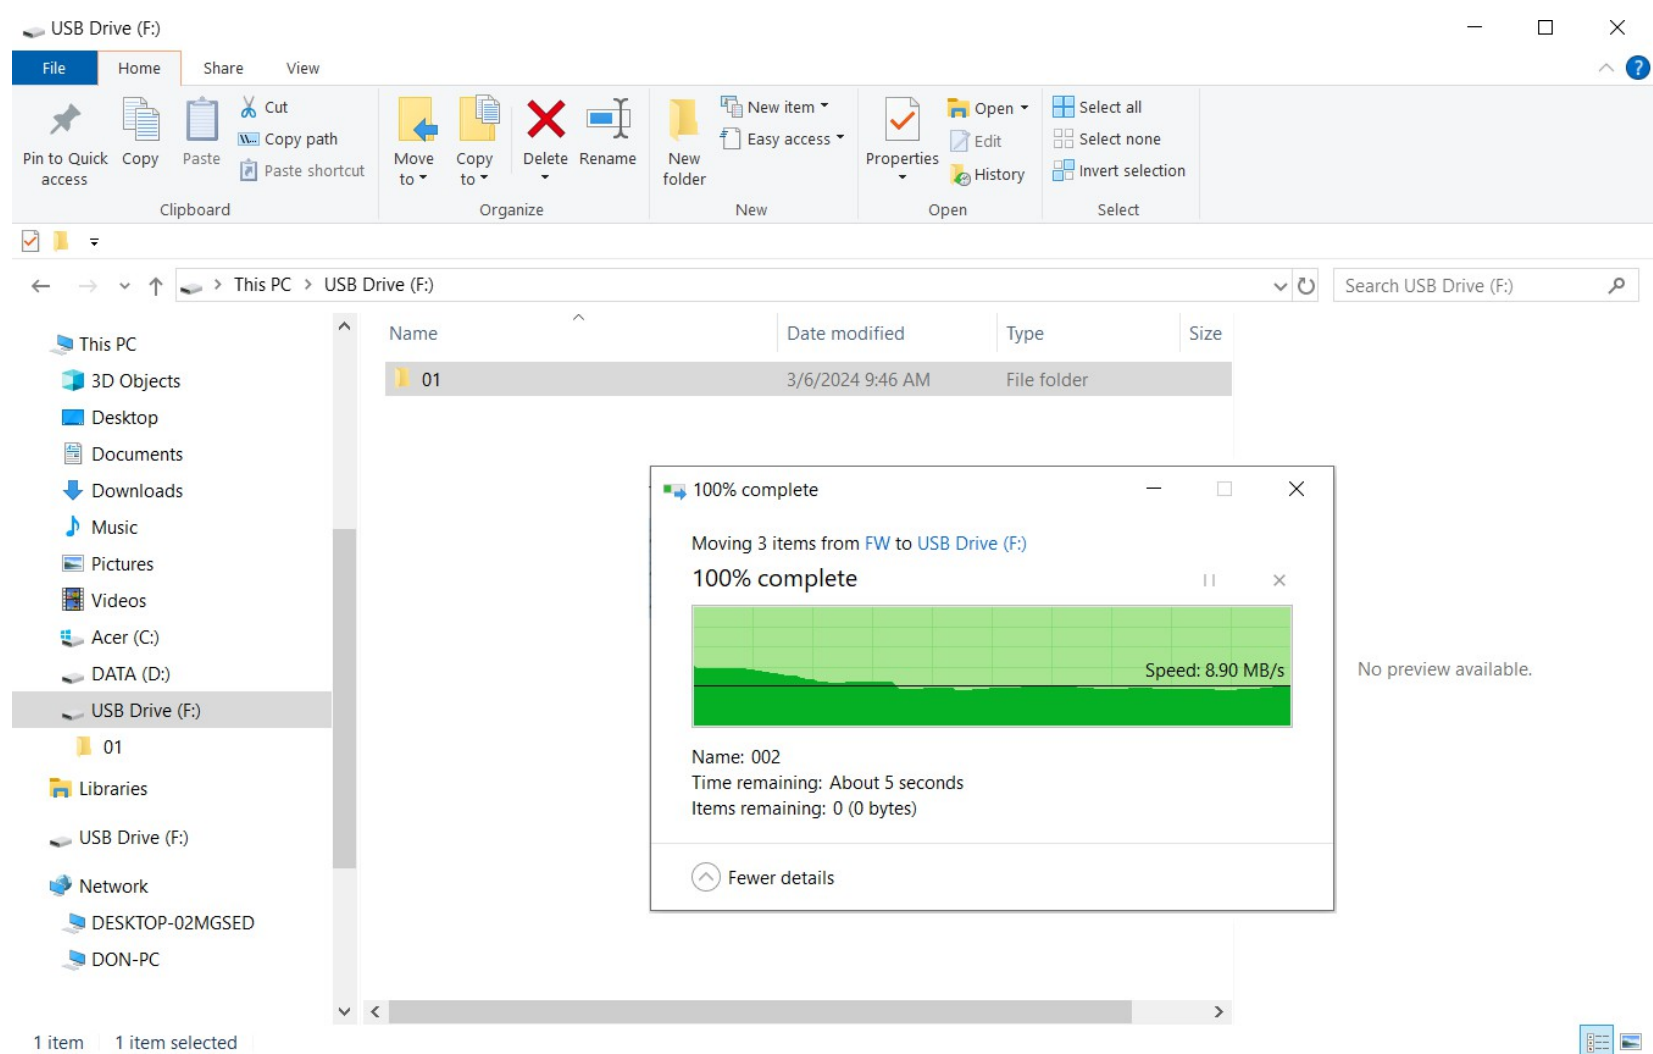 USB Drive (F:)
File Home Share View
?
Pin to Quick access
Copy
Paste
Cut
Copy path
Paste shortcut
Clipboard
Move to
Copy to
Delete
Rename
Organize
New folder
New item
Easy access
New
Properties
Open
Edit
History
Open
Select all
Select none
Invert selection
Select
This PC > USB Drive (F:)
Search USB Drive (F:)
This PC
3D Objects
Desktop
Documents
Downloads
Music
Pictures
Videos
Acer (C:)
DATA (D:)
USB Drive (F:)
01
Libraries
USB Drive (F:)
Network
DESKTOP-02MGSED
DON-PC
Name Date modified Type Size
01 3/6/2024 9:46 AM File folder
100% complete
Moving 3 items from FW to USB Drive (F:)
100% complete
Speed: 8.90 MB/s
Name: 002
Time remaining: About 5 seconds
Items remaining: 0 (0 bytes)
Fewer details
No preview available.
1 item 1 item selected